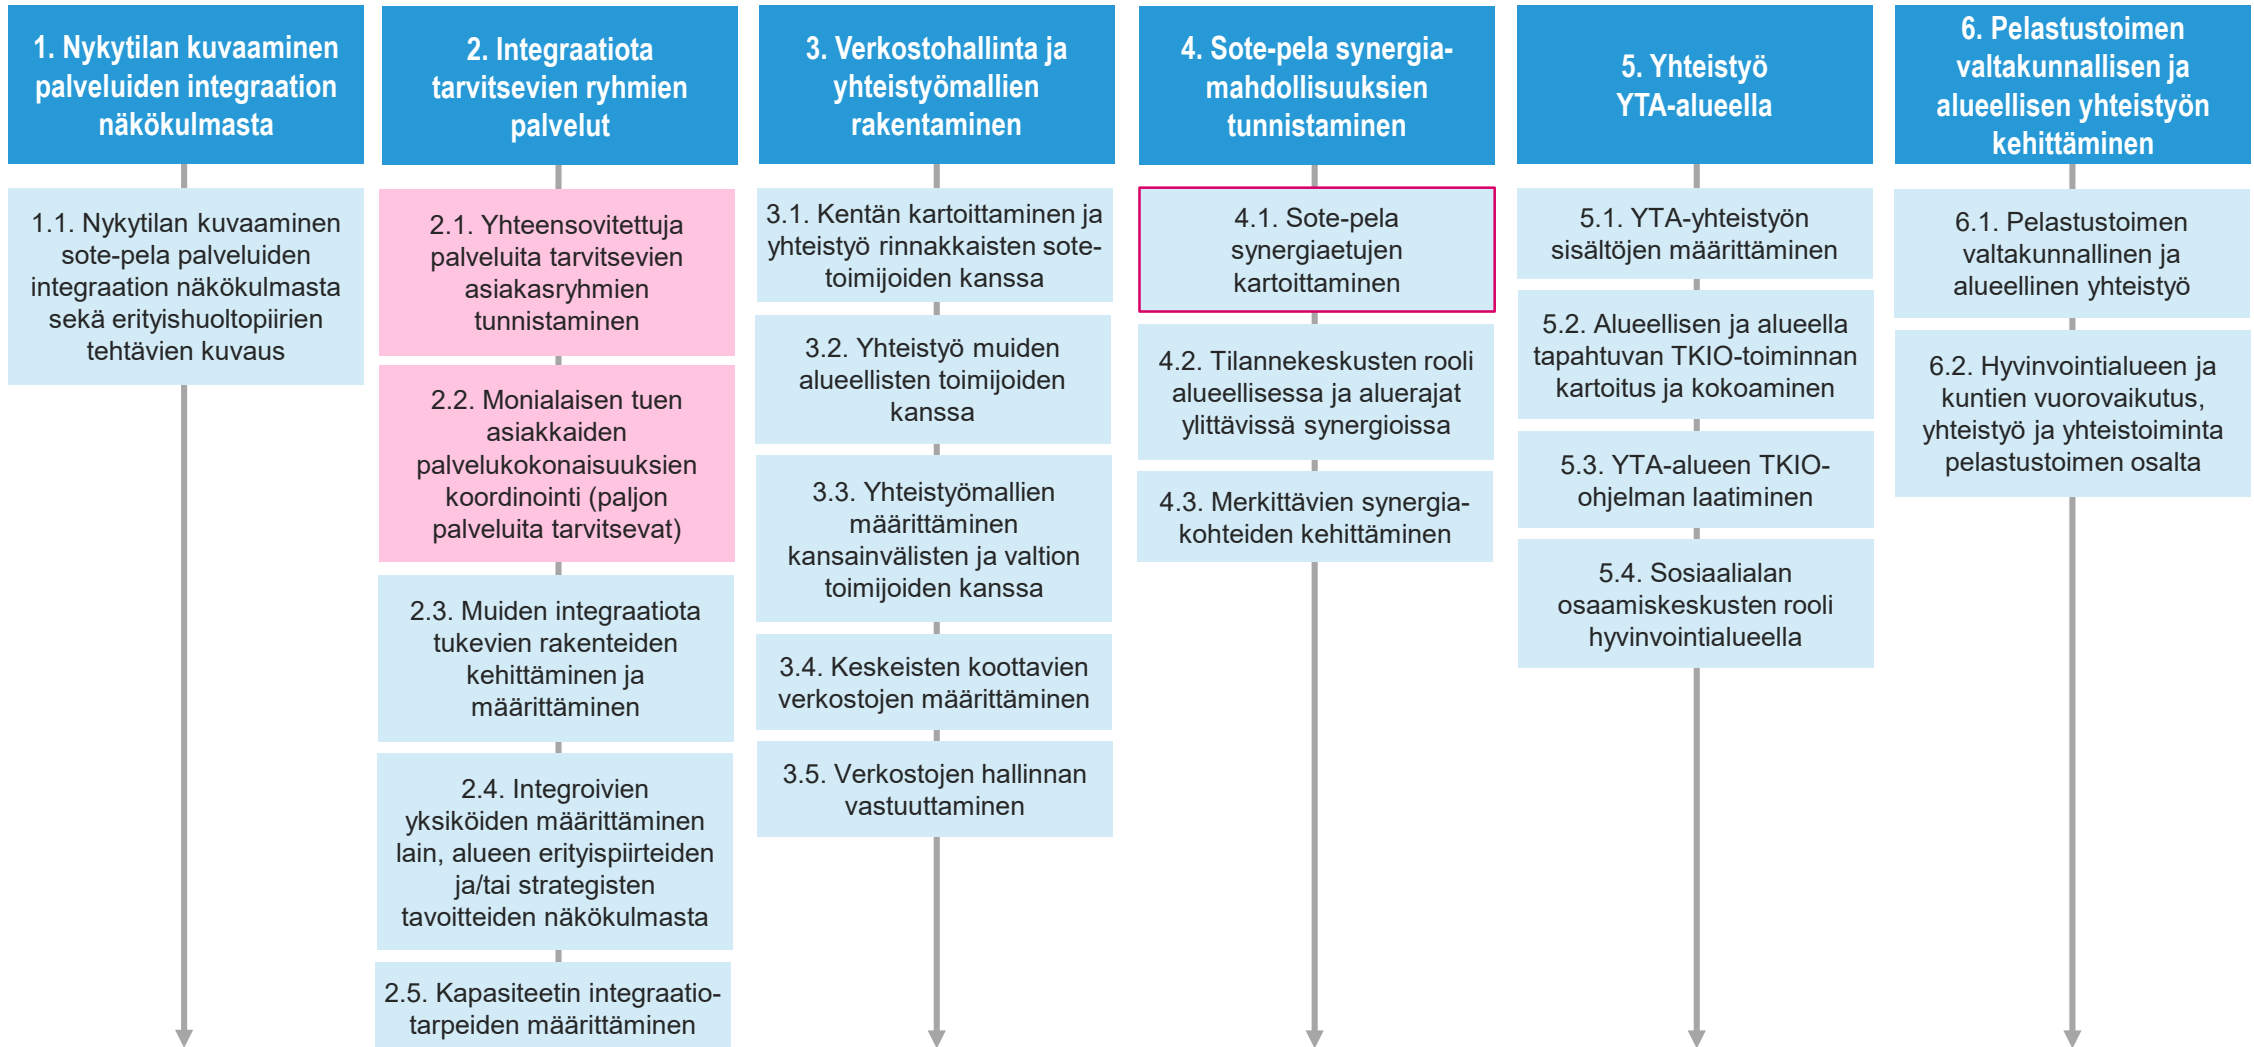 1. Nykytilan kuvaaminen
palveluiden integraation
näkökulmasta
1.1. Nykytilan kuvaaminen
sote-pela palveluiden
integraation näkökulmasta
sekä erityishuoltopiirien
tehtävien kuvaus
2. Integraatiota
tarvitsevien ryhmien
palvelut
2.1. Yhteensovitettuja
palveluita tarvitsevien
asiakasryhmien
tunnistaminen
2.2. Monialaisen tuen
asiakkaiden
palvelukokonaisuuksien
koordinointi (paljon
palveluita tarvitsevat)
2.3. Muiden integraatiota
tukevien rakenteiden
kehittäminen ja
määrittäminen
2.4. Integroivien
yksiköiden määrittäminen
lain, alueen erityispiirteiden
ja/tai strategisten
tavoitteiden näkökulmasta
2.5. Kapasiteetin integraatio-
tarpeiden määrittäminen
3. Verkostohallinta ja
yhteistyömallien
rakentaminen
3.1. Kentän kartoittaminen ja
yhteistyö rinnakkaisten sote-
toimijoiden kanssa
3.2. Yhteistyö muiden
alueellisten toimijoiden
kanssa
3.3. Yhteistyömallien
määrittäminen
kansainvälisten ja valtion
toimijoiden kanssa
3.4. Keskeisten koottavien
verkostojen määrittäminen
3.5. Verkostojen hallinnan
vastuuttaminen
4. Sote-pela synergia-
mahdollisuuksien
tunnistaminen
4.1. Sote-pela
synergiaetujen
kartoittaminen
4.2. Tilannekeskusten rooli
alueellisessa ja aluerajat
ylittävissä synergioissa
4.3. Merkittävien synergia-
kohteiden kehittäminen
5. Yhteistyö
YTA-alueella
5.1. YTA-yhteistyön
sisältöjen määrittäminen
5.2. Alueellisen ja alueella
tapahtuvan TKIO-toiminnan
kartoitus ja kokoaminen
5.3. YTA-alueen TKIO-
ohjelman laatiminen
5.4. Sosiaalialan
osaamiskeskusten rooli
hyvinvointialueella
6. Pelastustoimen
valtakunnallisen ja
alueellisen yhteistyön
kehittäminen
6.1. Pelastustoimen
valtakunnallinen ja
alueellinen yhteistyö
6.2. Hyvinvointialueen ja
kuntien vuorovaikutus,
yhteistyö ja yhteistoiminta
pelastustoimen osalta